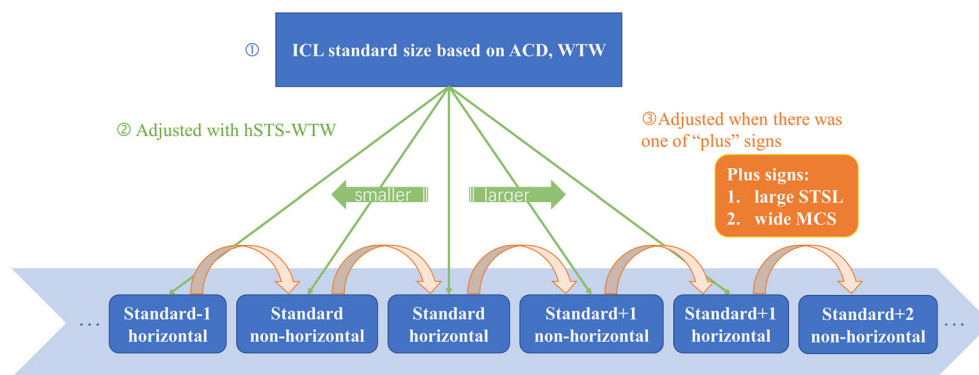 ① ICL standard size based on ACD, WTW
② Adjusted with hSTS-WTW
③Adjusted when there was
one of “plus” signs
Plus signs:
1. large STSL
2. wide MCS
smaller
larger
...
Standard-1
horizontal
Standard
non-horizontal
Standard
horizontal
Standard+1
non-horizontal
Standard+1
horizontal
Standard+2
non-horizontal
...